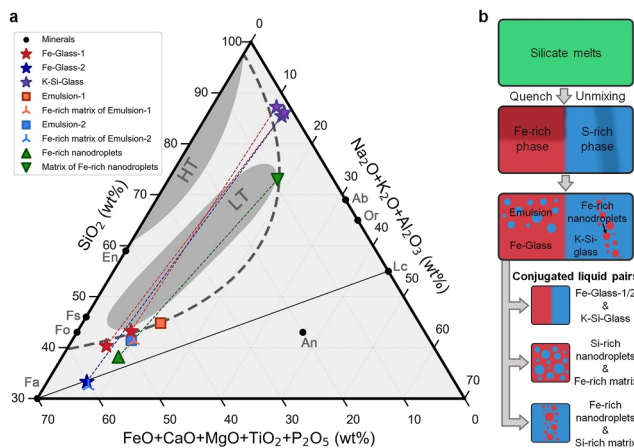 a
Minerals
Fe-Glass-1
Fe-Glass-2
K-Si-Glass
Emulsion-1
Fe-rich matrix of Emulsion-1
Emulsion-2
Fe-rich matrix of Emulsion-2
Fe-rich nanodroplets
Matrix of Fe-rich nanodroplets
0
100
10
90
20
80
30
70
40
60
50
50
60
40
70
30
HT
LT
SiO2 (wt%)
Na2O+K2O+Al2O3 (wt%)
Ab
Or
En
Lc
Fs
Fo
An
Fa
70
60
50
40
30
FeO+CaO+MgO+TiO2+P2O5 (wt%)
b
Silicate melts
Quench
Unmixing
Fe-rich
phase
S-rich
phase
Emulsion
Fe-Glass
Fe-rich
nanodroplets
K-Si-
glass
Conjugated liquid pairs
Fe-Glass-1/2
&
K-Si-Glass
Si-rich
nanodroplets
&
Fe-rich matrix
Fe-rich
nanodroplets
&
Si-rich matrix